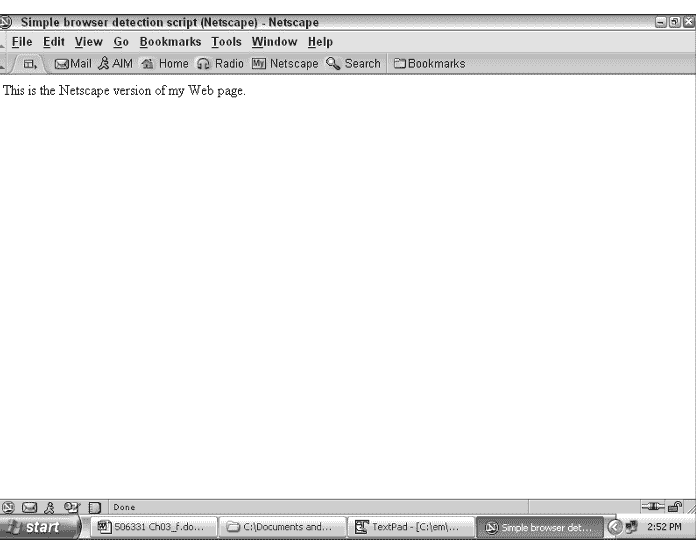 Simple browser detection script (Netscape) - Netscape
File Edit View Go Bookmarks Tools Window Help
Mail AIM Home Radio My Netscape Search Bookmarks
This is the Netscape version of my Web page.
Done
start 506331 Ch03_f.do... C:\Documents and... TextPad - [C:\em\... Simple browser det... 2:52 PM